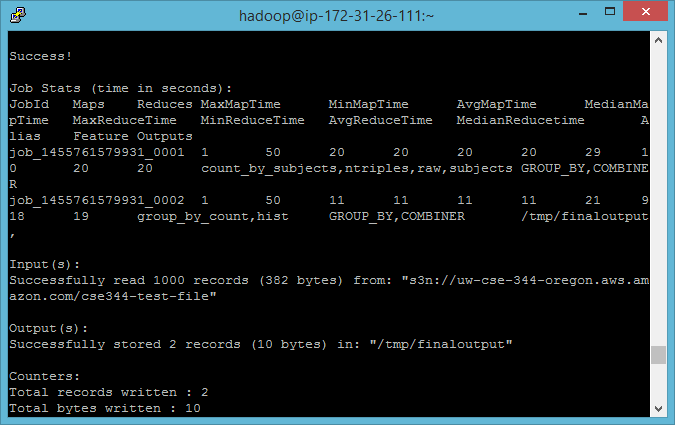 hadoop@ip-172-31-26-111:~
Success!
Job Stats (time in seconds):
JobId   Maps    Reduces MaxMapTime      MinMapTime      AvgMapTime      MedianMa
pTime   MaxReduceTime   MinReduceTime   AvgReduceTime   MedianReducetime        A
lias    Feature Outputs
job_1455761579931_0001  1       50      20      20      20      20      29      1
0       20      20      count_by_subjects,ntriples,raw,subjects GROUP_BY,COMBINE
R
job_1455761579931_0002  1       50      11      11      11      11      21      9
18      19      group_by_count,hist     GROUP_BY,COMBINER       /tmp/finaloutput
,
Input(s):
Successfully read 1000 records (382 bytes) from: "s3n://uw-cse-344-oregon.aws.am
azon.com/cse344-test-file"
Output(s):
Successfully stored 2 records (10 bytes) in: "/tmp/finaloutput"
Counters:
Total records written : 2
Total bytes written : 10